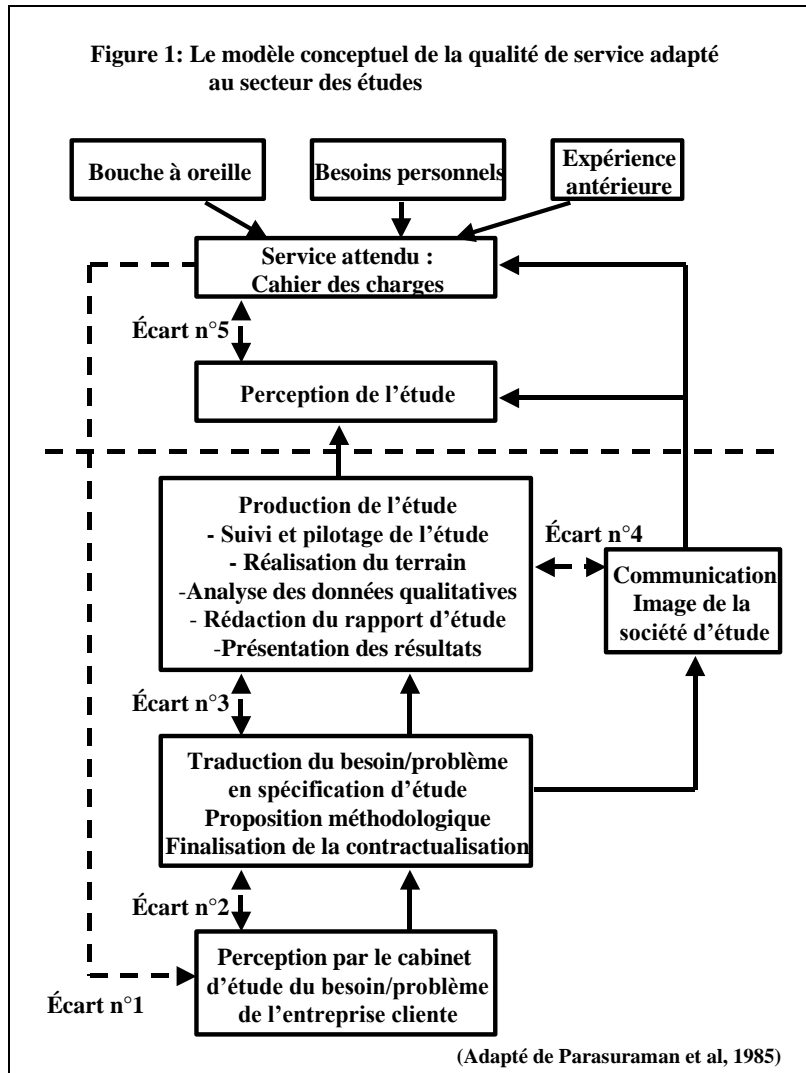 Figure 1: Le modèle conceptuel de la qualité de service adapté
au secteur des études
Bouche à oreille
Besoins personnels
Expérience
antérieure
Service attendu :
Cahier des charges
Écart n°5
Perception de l’étude
Production de l’étude
- Suivi et pilotage de l’étude
- Réalisation du terrain
-Analyse des données qualitatives
- Rédaction du rapport d’étude
-Présentation des résultats
Écart n°4
Communication
Image de la
société d’étude
Écart n°3
Traduction du besoin/problème
en spécification d’étude
Proposition méthodologique
Finalisation de la contractualisation
Écart n°2
Perception par le cabinet
d’étude du besoin/problème
de l’entreprise cliente
Écart n°1
(Adapté de Parasuraman et al, 1985)